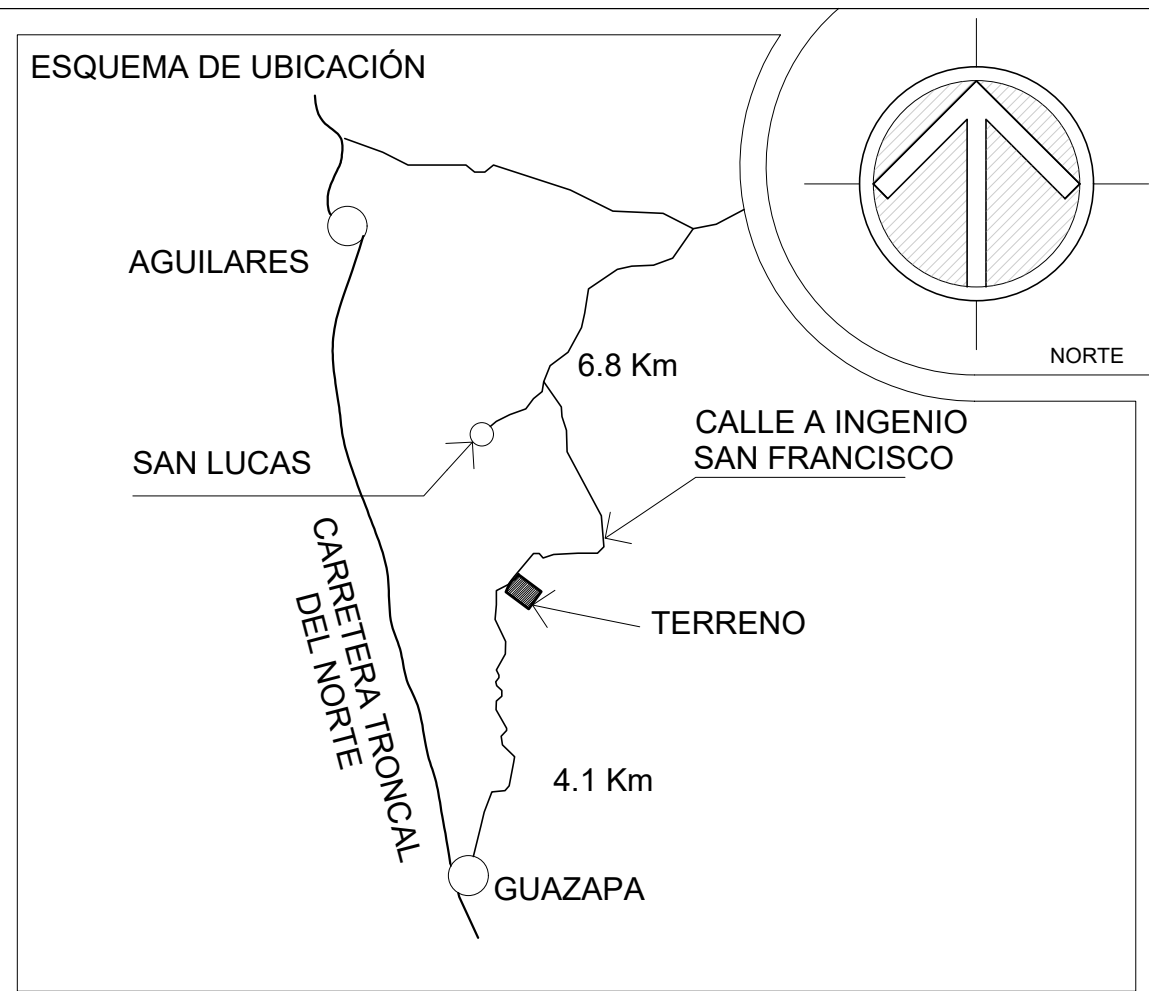 ESQUEMA DE UBICACIÓN
NORTE
AGUILARES
6.8 Km
CALLE A INGENIO
SAN FRANCISCO
SAN LUCAS
CARRETERA TRONCAL
DEL NORTE
TERRENO
4.1 Km
GUAZAPA